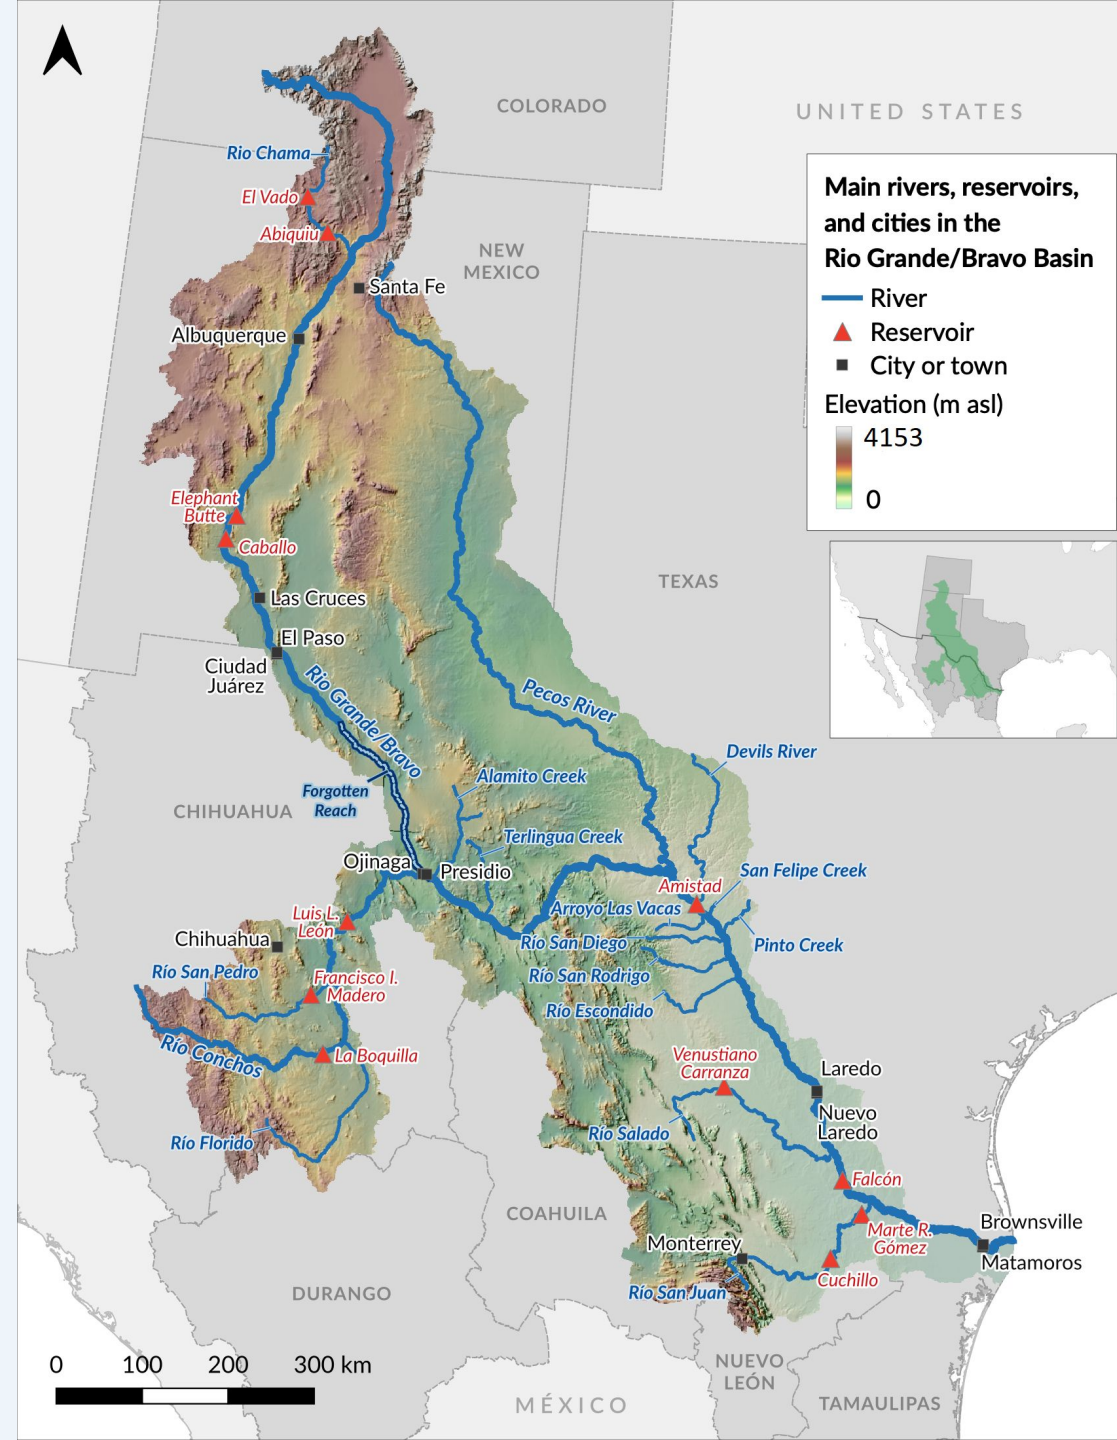 COLORADO
UNITED STATES
Rio Chama
El Vado
Abiquiu
NEW
MEXICO
Santa Fe
Albuquerque
Main rivers, reservoirs,
and cities in the
Rio Grande/Bravo Basin
River
Reservoir
City or town
Elevation (m asl)
4153
0
Elephant
Butte
Caballo
TEXAS
Las Cruces
El Paso
Ciudad
Juárez
Rio Grande/Bravo
Pecos River
Devils River
Forgotten
Reach
Alamito Creek
CHIHUAHUA
Terlingua Creek
Ojinaga
Presidio
San Felipe Creek
Amistad
Arroyo Las Vacas
Luis L.
León
Chihuahua
Río San Diego
Pinto Creek
Río San Pedro
Francisco I.
Madero
Río San Rodrigo
Río Escondido
Río Conchos
La Boquilla
Venustiano
Carranza
Laredo
Nuevo
Laredo
Río Florido
Río Salado
Falcón
COAHUILA
Marte R.
Gómez
Brownsville
Matamoros
Monterrey
Cuchillo
Río San Juan
DURANGO
0 100 200 300 km
NUEVO
LEÓN
MÉXICO
TAMAULIPAS